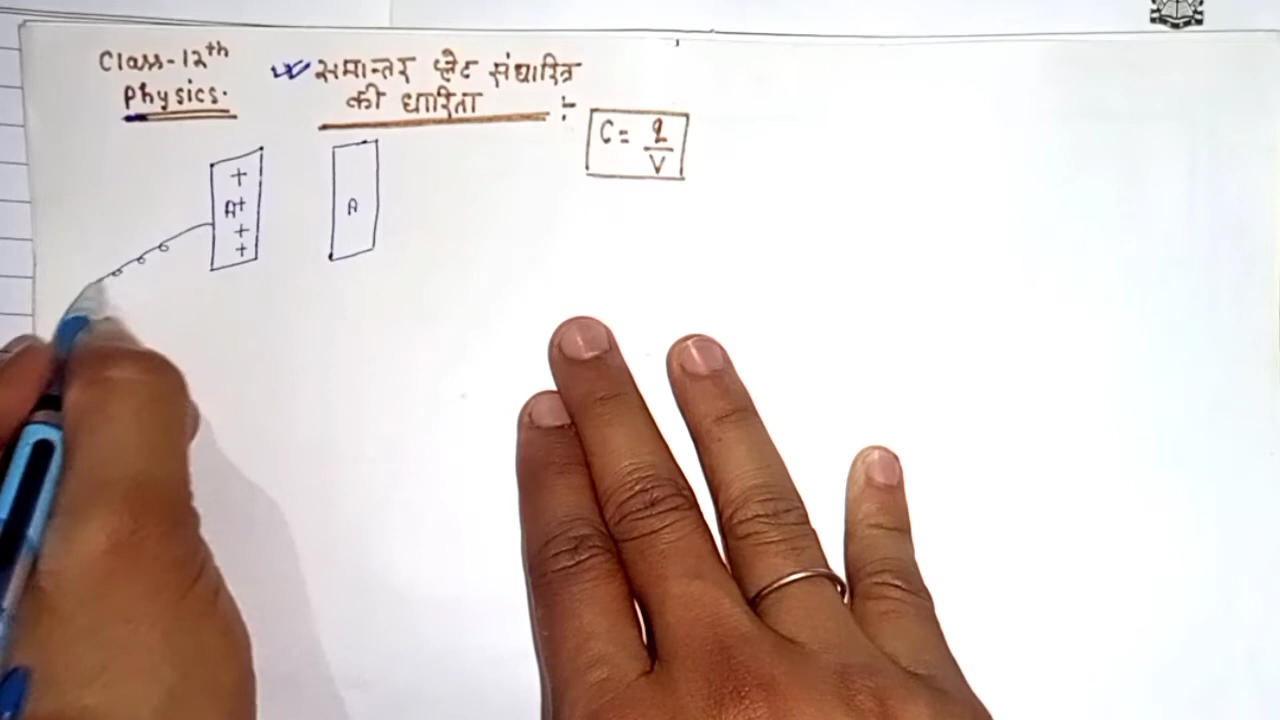 Class-12th
Physics.
समान्तर प्लेट संधारित्र
की धारिता :-
C = q/V
+
A+
+
+
A